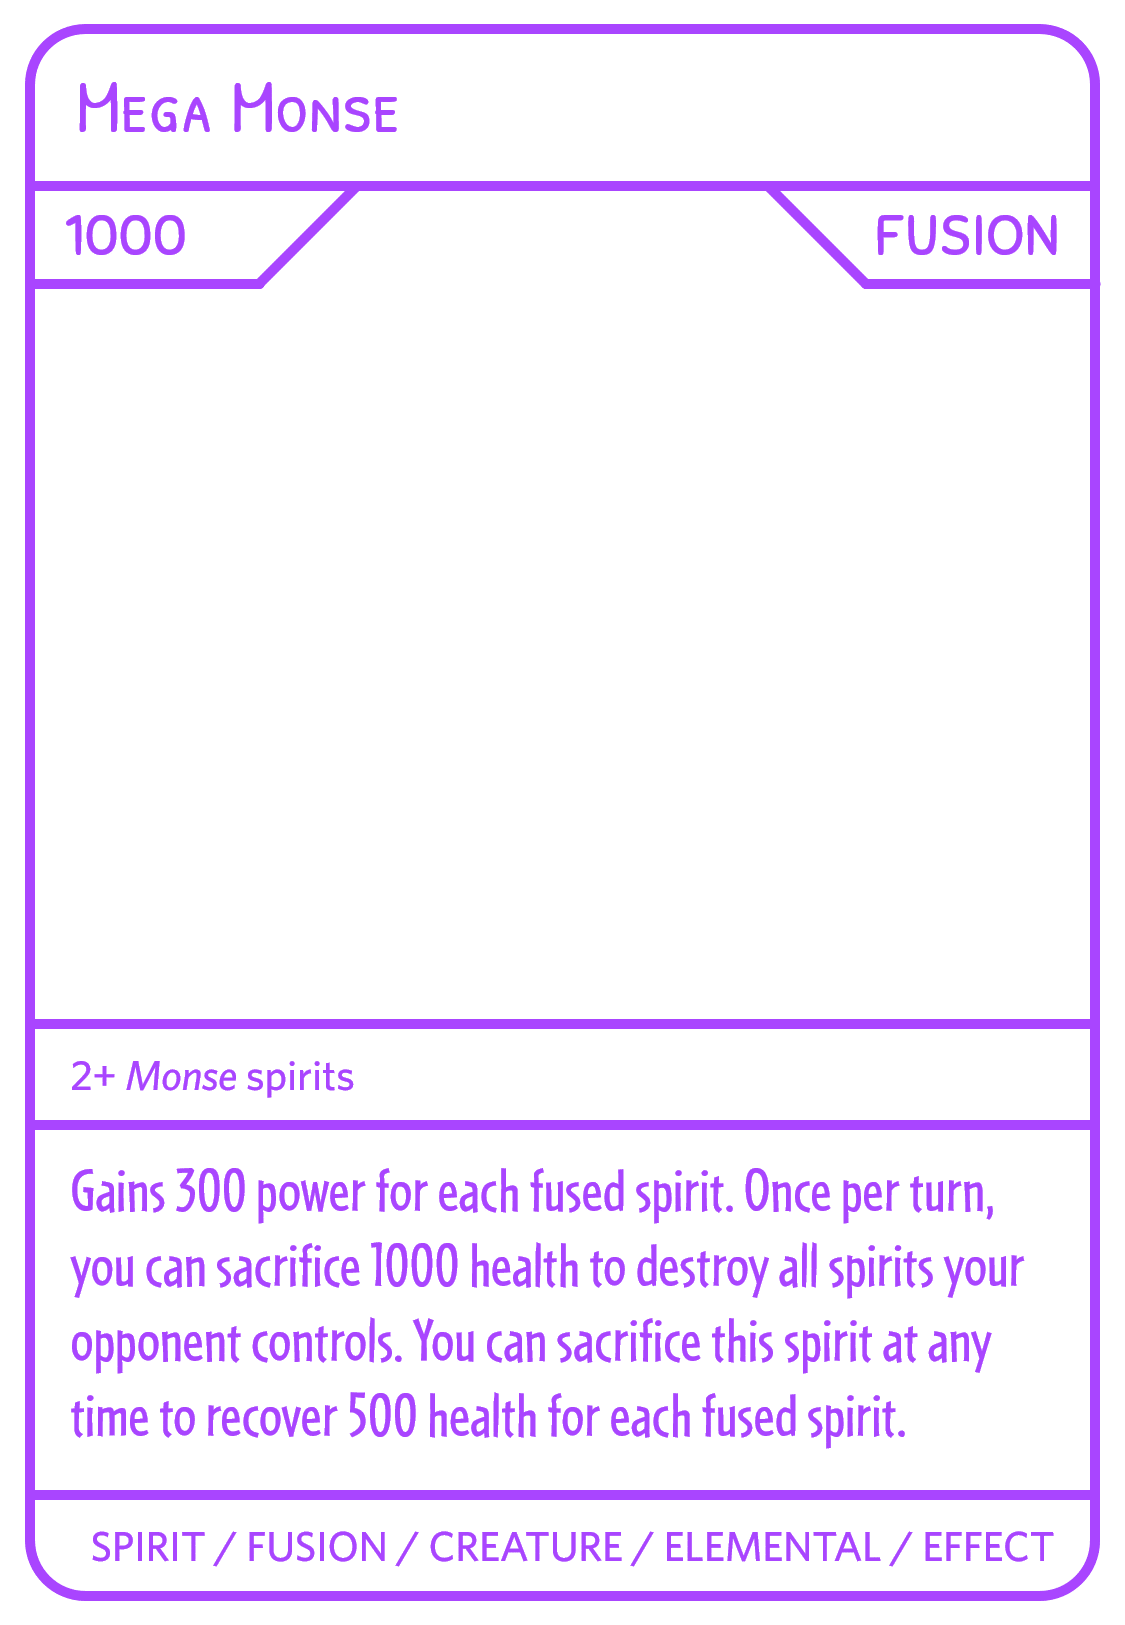 Mega Monse
1000
FUSION
2+ Monse spirits
Gains 300 power for each fused spirit. Once per turn,
you can sacrifice 1000 health to destroy all spirits your
opponent controls. You can sacrifice this spirit at any
time to recover 500 health for each fused spirit.
SPIRIT / FUSION / CREATURE / ELEMENTAL / EFFECT